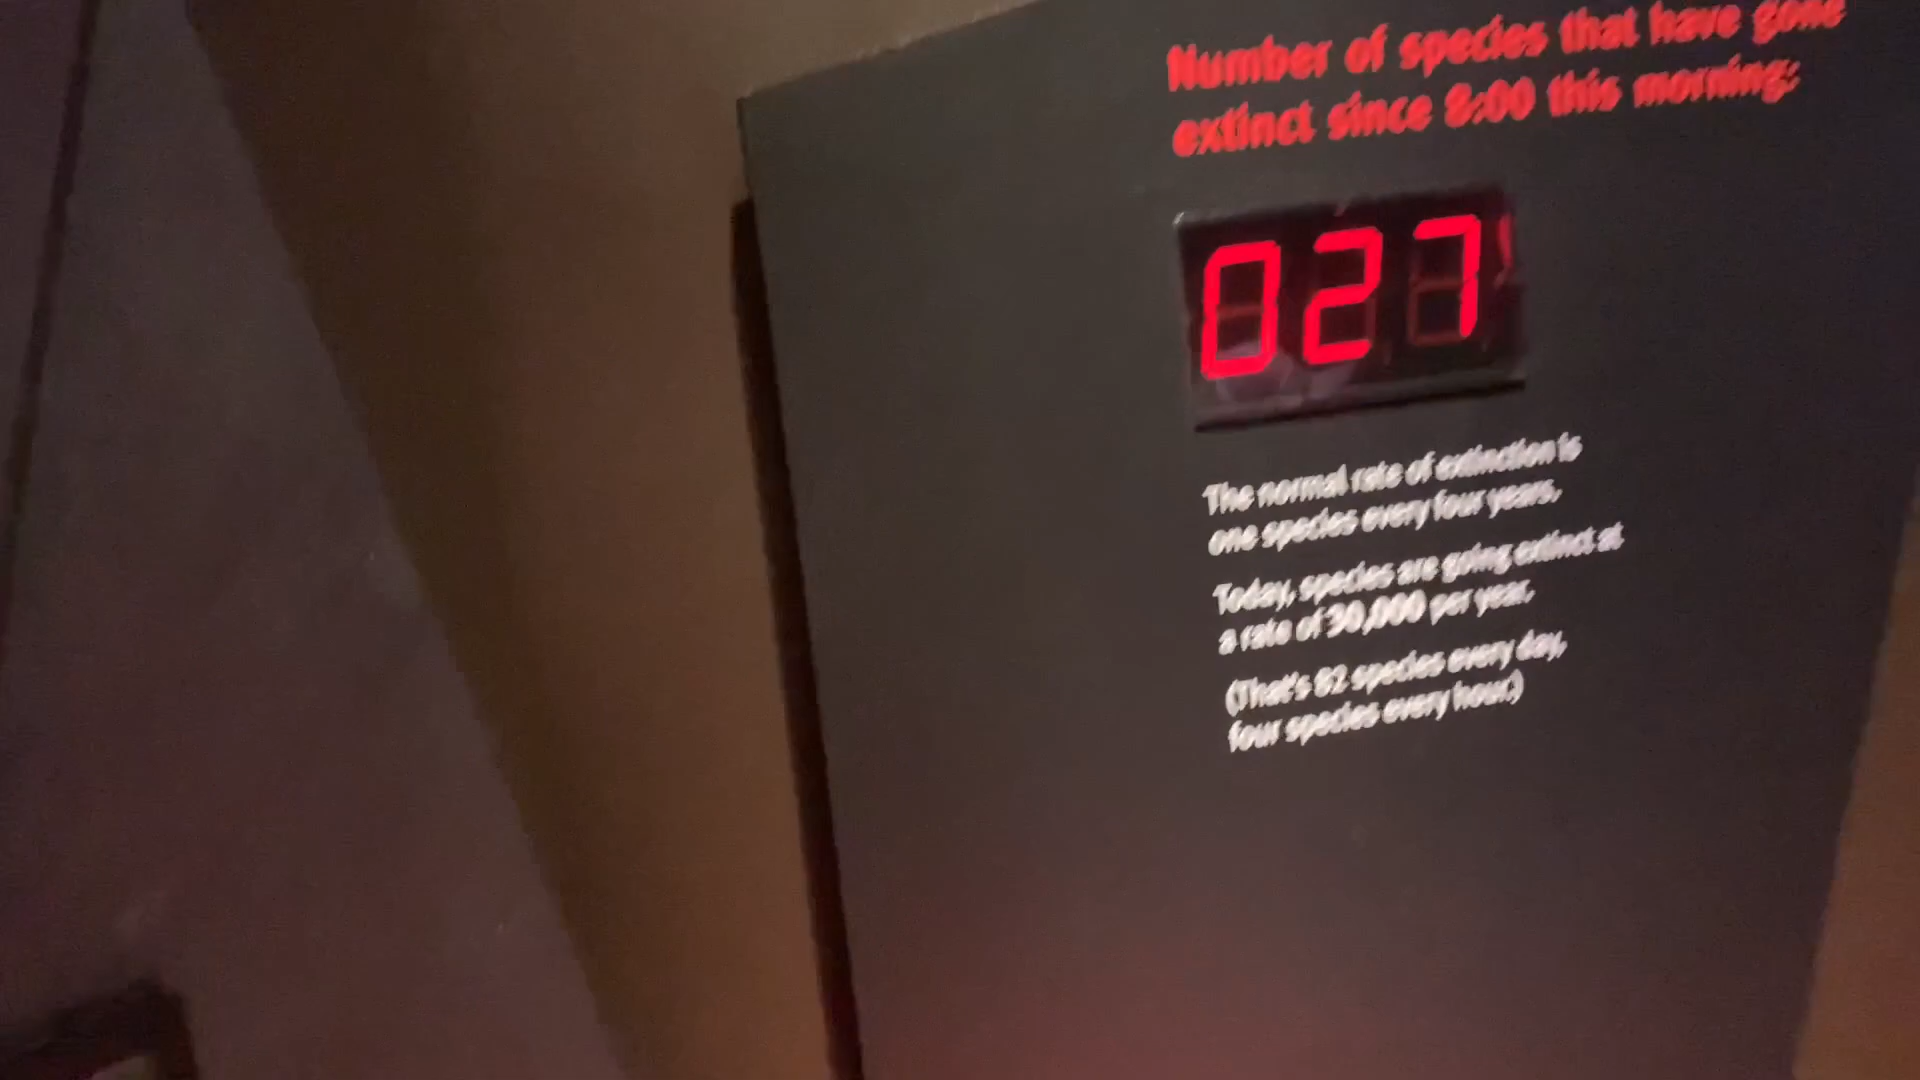 Number of species that have gone
extinct since 8:00 this morning:
027
The normal rate of extinction is
one species every four years.
Today, species are going extinct at
a rate of 30,000 per year.
(That's 82 species every day,
four species every hour.)